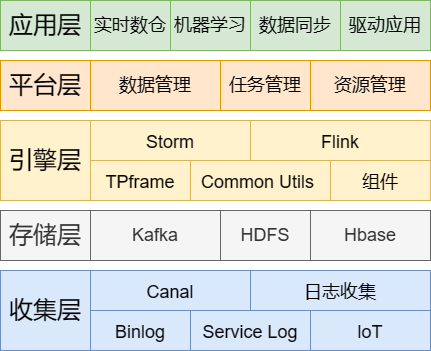 应用层 实时数仓 机器学习 数据同步 驱动应用
平台层 数据管理 任务管理 资源管理
引擎层
Storm Flink
TPframe Common Utils 组件
存储层 Kafka HDFS Hbase
收集层
Canal 日志收集
Binlog Service Log IoT